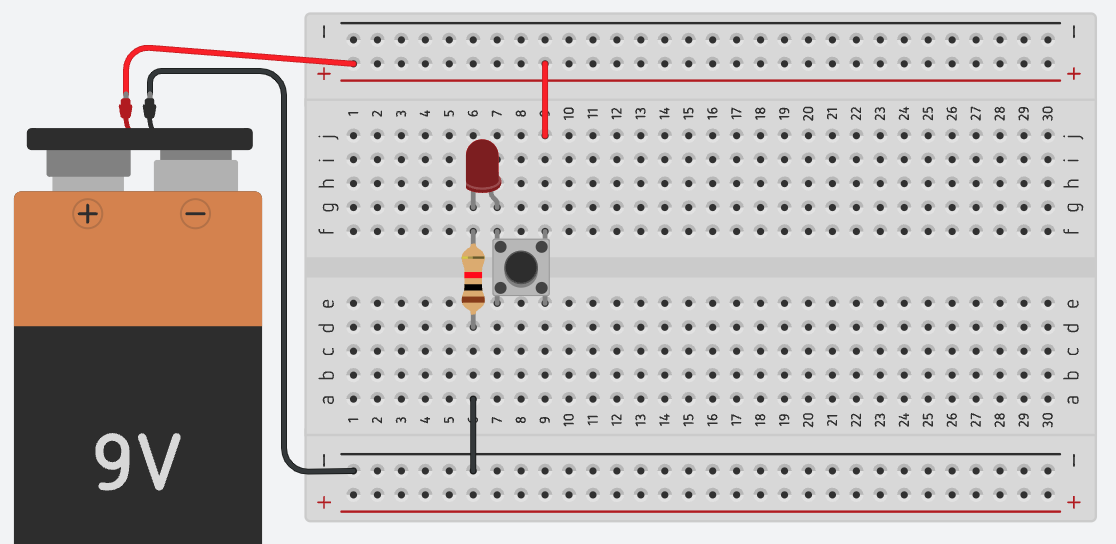 − −
+ +
1 2 3 4 5 6 7 8 9 10 11 12 13 14 15 16 17 18 19 20 21 22 23 24 25 26 27 28 29 30
j j
i i
h h
g g
f f
e e
d d
c c
b b
a a
1 2 3 4 5 6 7 8 9 10 11 12 13 14 15 16 17 18 19 20 21 22 23 24 25 26 27 28 29 30
− −
+ +
+ −
9V